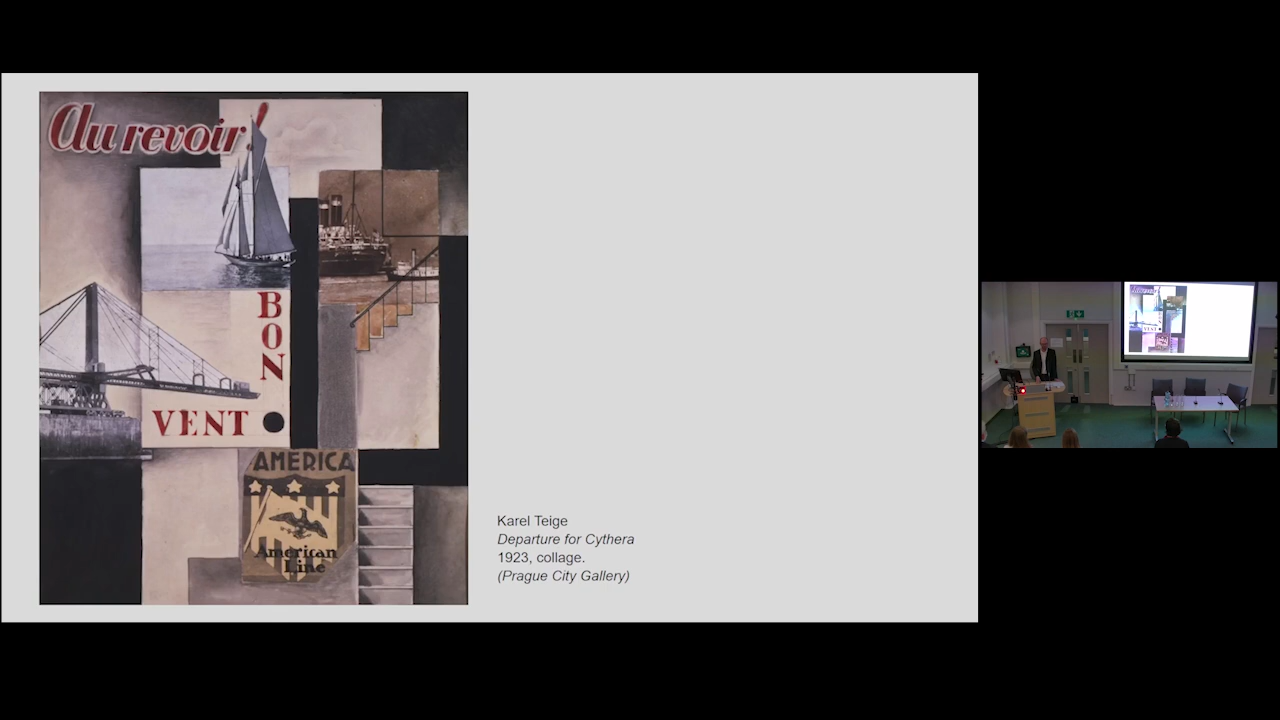 Au revoir!
BON
VENT
AMERICA
American
Line
Karel Teige
Departure for Cythera
1923, collage.
(Prague City Gallery)